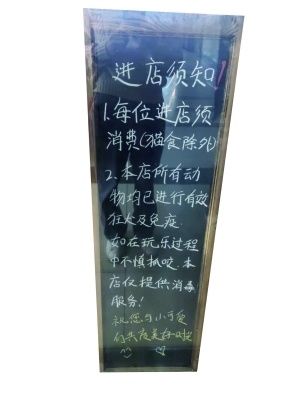 进店须知!
1.每位进店须
消费(猫食除外)
2.本店所有动
物均已进行有效
狂犬及免疫
如在玩乐过程
中不慎抓咬.本
店仅提供消毒
服务!
祝您与小可爱
们共度美好时光